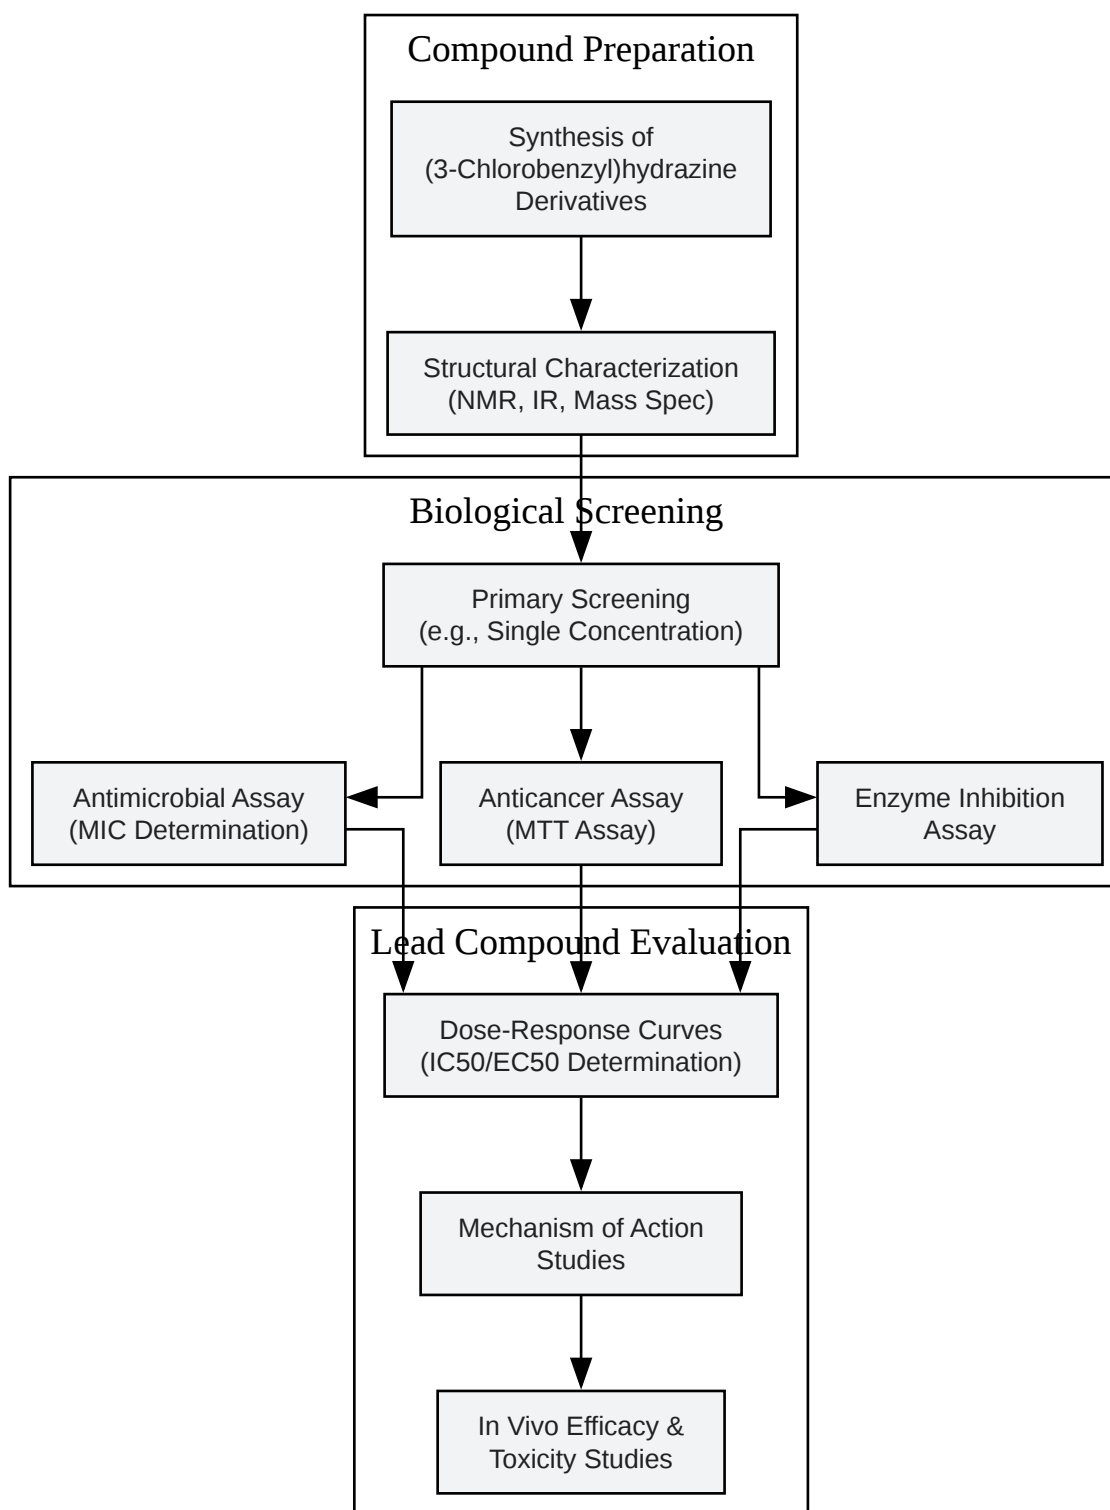 Compound Preparation
Synthesis of
(3-Chlorobenzyl)hydrazine
Derivatives
Structural Characterization
(NMR, IR, Mass Spec)
Biological Screening
Primary Screening
(e.g., Single Concentration)
Antimicrobial Assay
(MIC Determination)
Anticancer Assay
(MTT Assay)
Enzyme Inhibition
Assay
Lead Compound Evaluation
Dose-Response Curves
(IC50/EC50 Determination)
Mechanism of Action
Studies
In Vivo Efficacy &
Toxicity Studies